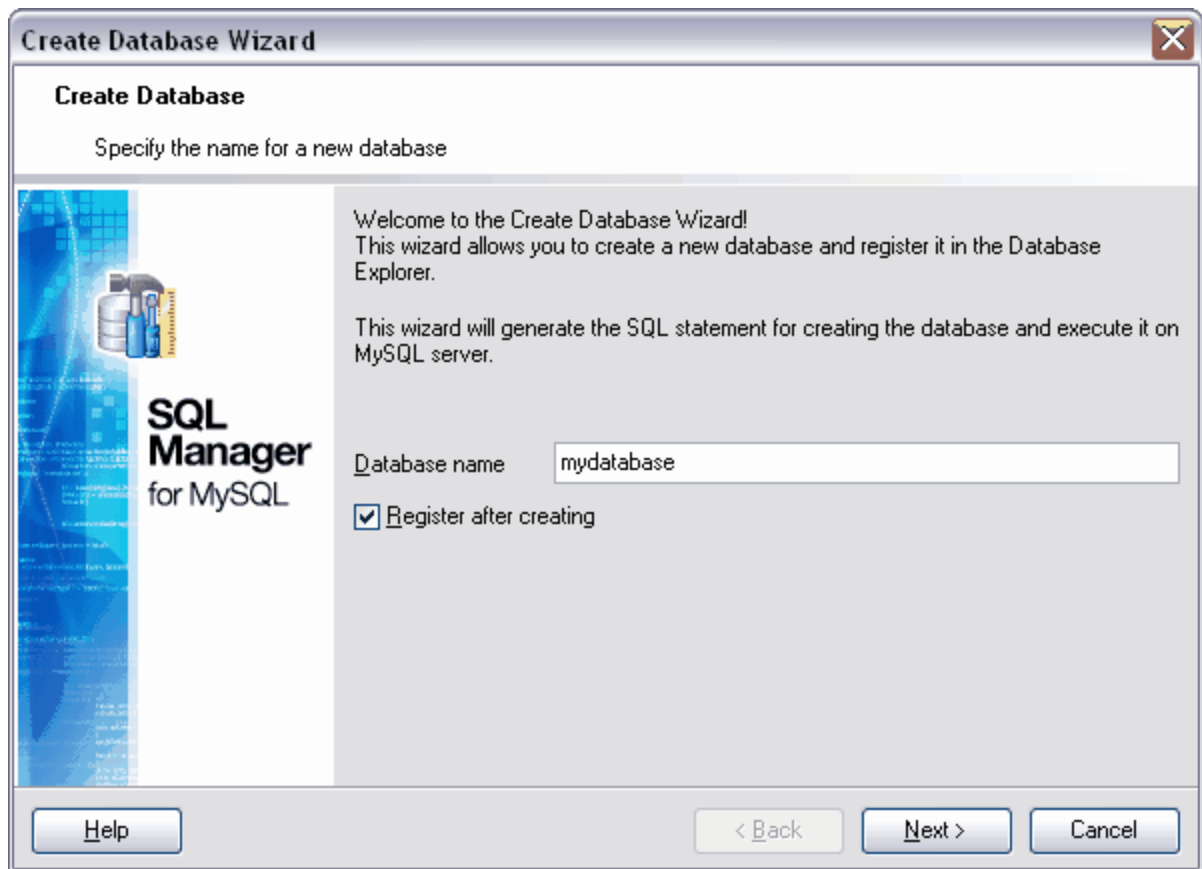 Create Database Wizard
Create Database
Specify the name for a new database
Welcome to the Create Database Wizard!
This wizard allows you to create a new database and register it in the Database
Explorer.
This wizard will generate the SQL statement for creating the database and execute it on
MySQL server.
SQL
Manager
for MySQL
Database name
mydatabase
Register after creating
Help
< Back
Next >
Cancel